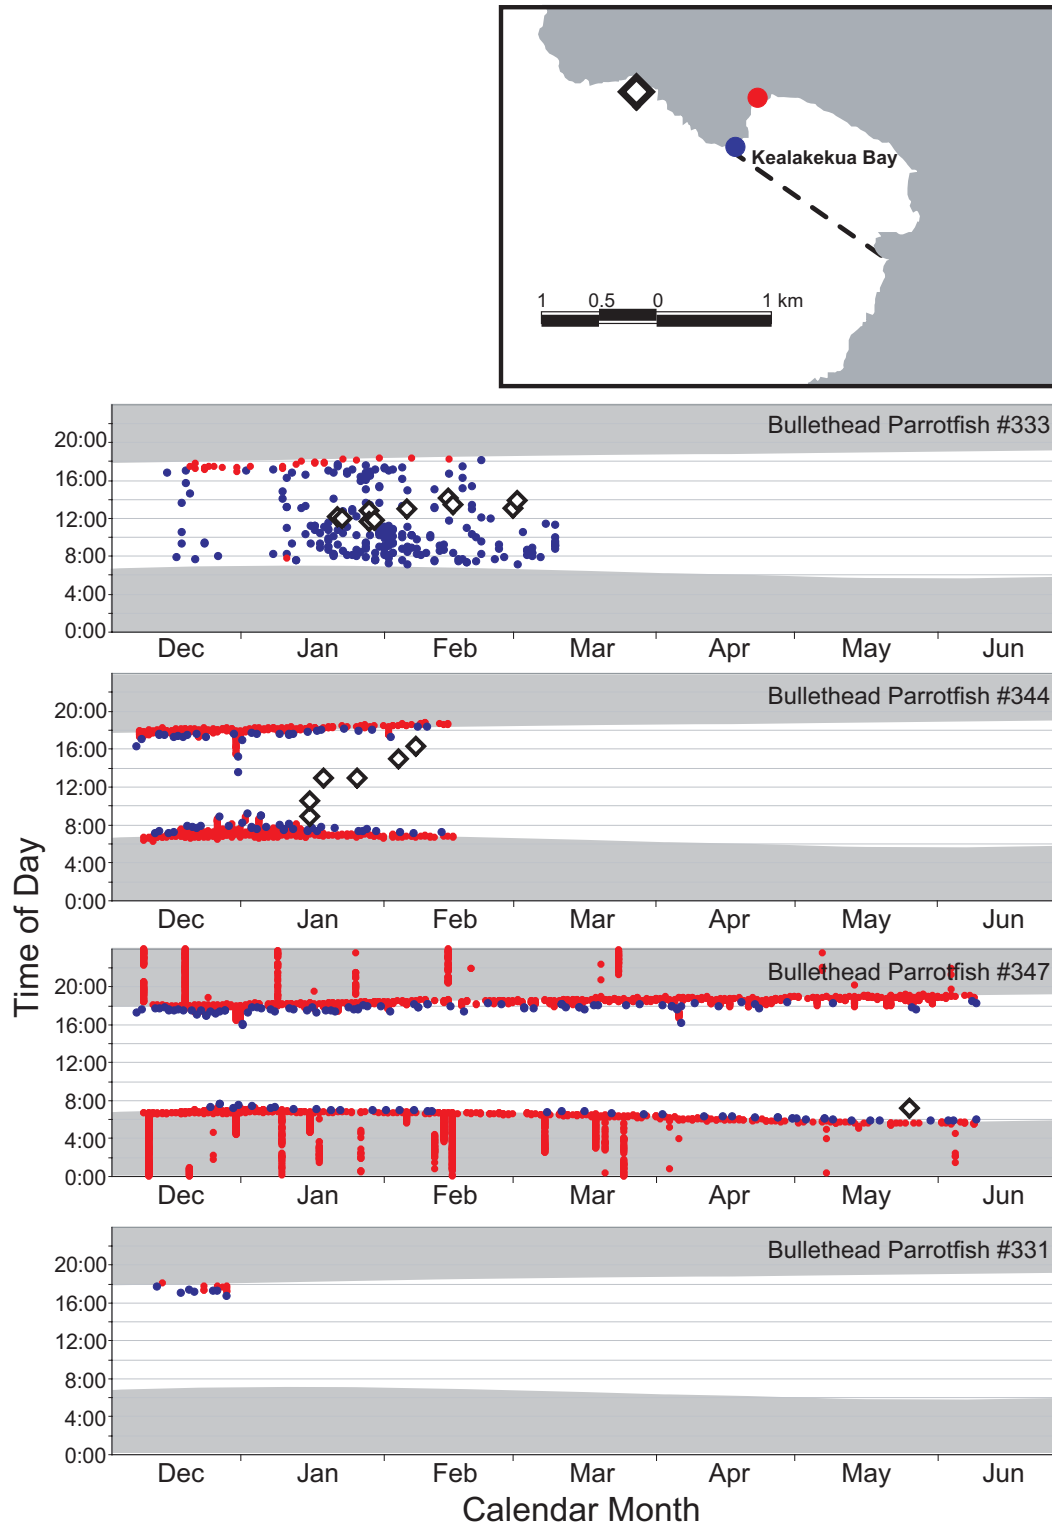 Kealakekua Bay
1 0.5 0 1 km
Time of Day
Bullethead Parrotfish #333
20:00
16:00
12:00
8:00
4:00
0:00
Dec Jan Feb Mar Apr May Jun
Bullethead Parrotfish #344
20:00
16:00
12:00
8:00
4:00
0:00
Dec Jan Feb Mar Apr May Jun
Bullethead Parrotfish #347
20:00
16:00
12:00
8:00
4:00
0:00
Dec Jan Feb Mar Apr May Jun
Bullethead Parrotfish #331
20:00
16:00
12:00
8:00
4:00
0:00
Dec Jan Feb Mar Apr May Jun
Calendar Month